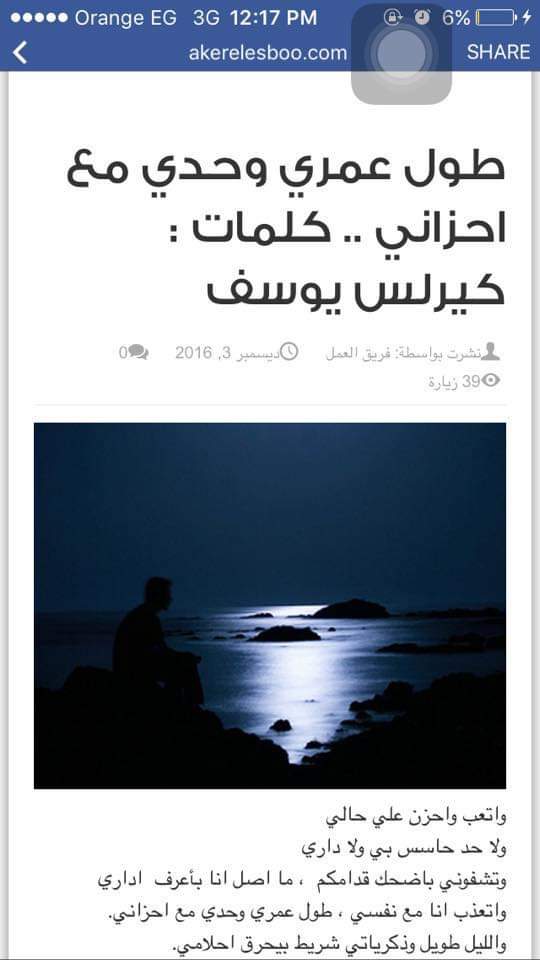 Orange EG 3G 12:17 PM 6%
akerelesboo.com SHARE
طول عمري وحدي مع
احزاني .. كلمات :
كيرلس يوسف
نشرت بواسطة: فريق العمل ديسمبر 3, 2016 0
39 زيارة
واتعب واحزن علي حالي
ولا حد حاسس بي ولا داري
وتشفوني باضحك قدامكم ، ما اصل انا بأعرف اداري
واتعذب انا مع نفسي ، طول عمري وحدي مع احزاني.
والليل طويل وذكرياتي شريط بيحرق احلامي.